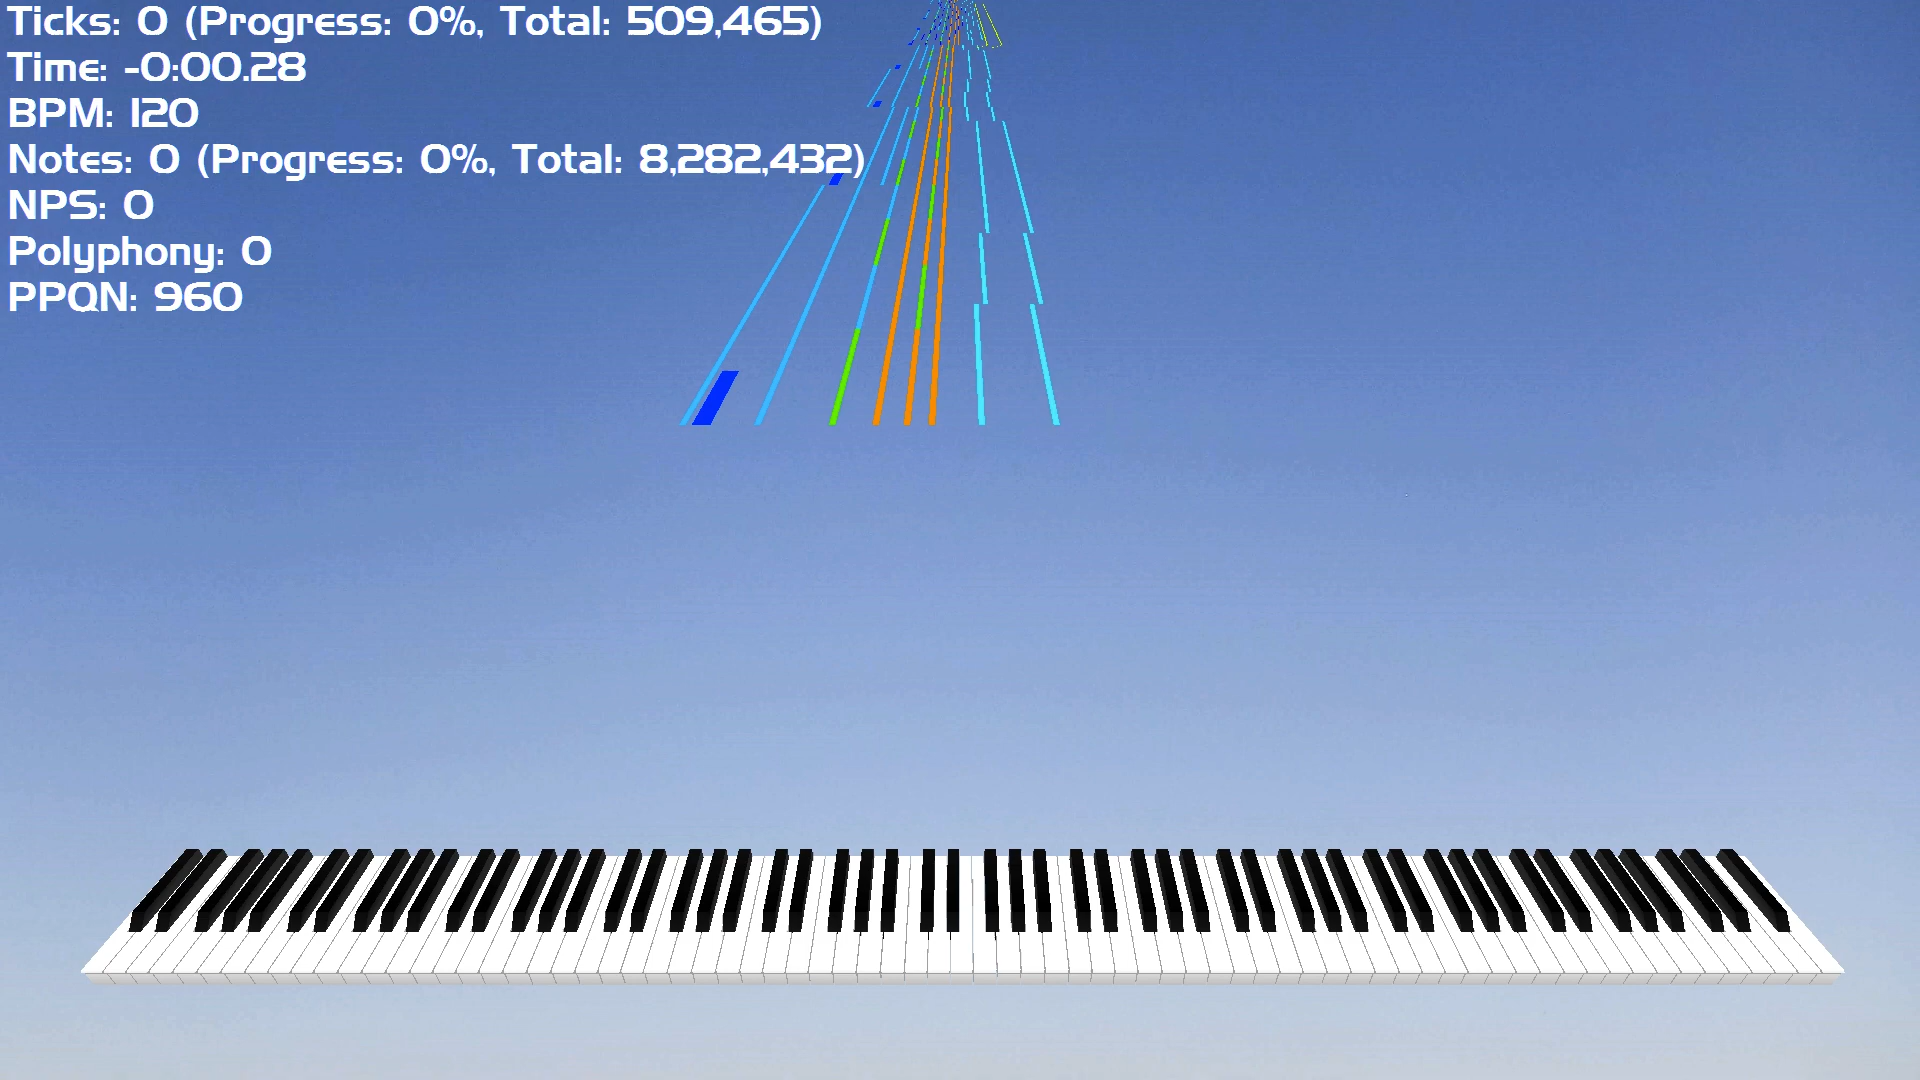 Ticks: 0 (Progress: 0%, Total: 509,465)
Time: -0:00.28
BPM: 120
Notes: 0 (Progress: 0%, Total: 8,282,432)
NPS: 0
Polyphony: 0
PPQN: 960